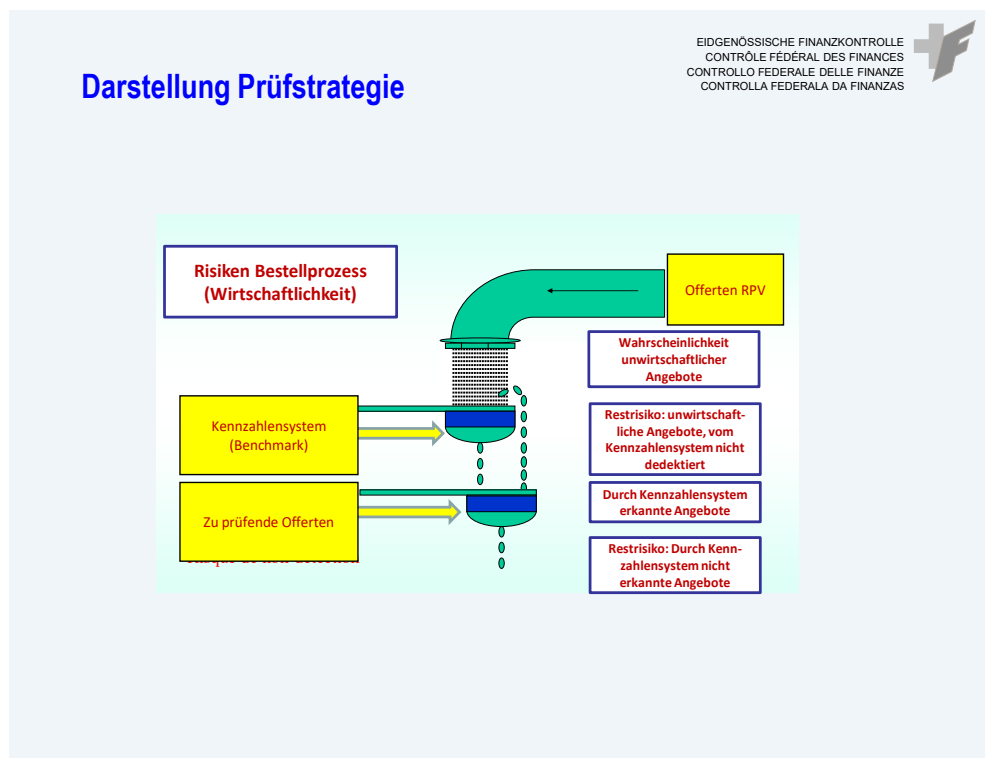 EIDGENÖSSISCHE FINANZKONTROLLE
CONTRÔLE FÉDÉRAL DES FINANCES
CONTROLLO FEDERALE DELLE FINANZE
CONTROLLA FEDERALA DA FINANZAS
Darstellung Prüfstrategie
Risiken Bestellprozess
(Wirtschaftlichkeit)
Offerten RPV
Wahrscheinlichkeit
unwirtschaftlicher
Angebote
Kennzahlensystem
(Benchmark)
Restrisiko: unwirtschaft-
liche Angebote, vom
Kennzahlensystem nicht
dedektiert
Zu prüfende Offerten
Durch Kennzahlensystem
erkannte Angebote
Restrisiko: Durch Kenn-
zahlensystem nicht
erkannte Angebote